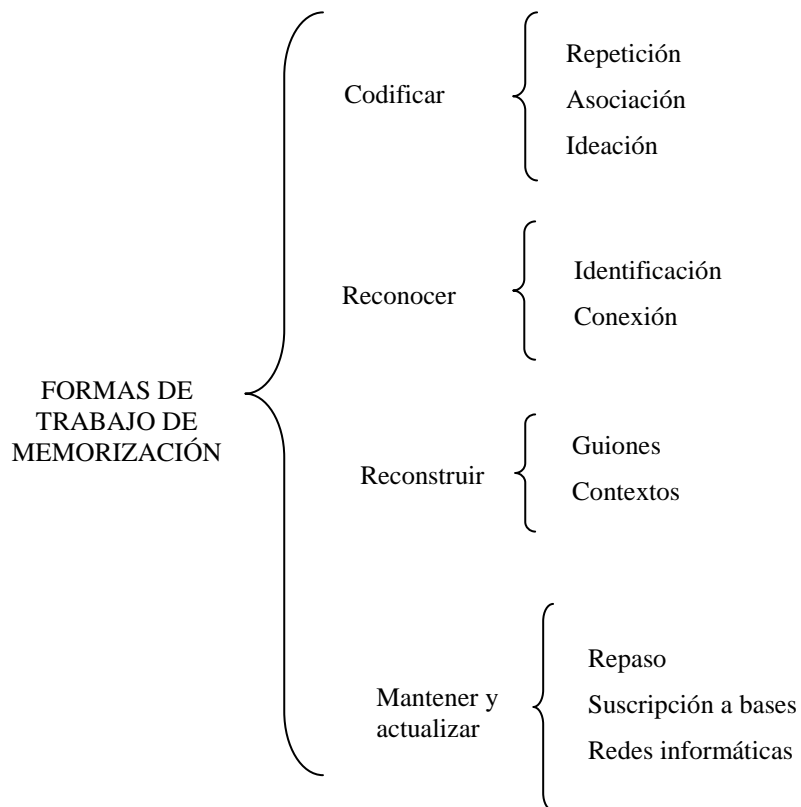 FORMAS DE
TRABAJO DE
MEMORIZACIÓN
Codificar
Repetición
Asociación
Ideación
Reconocer
Identificación
Conexión
Reconstruir
Guiones
Contextos
Mantener y
actualizar
Repaso
Suscripción a bases
Redes informáticas